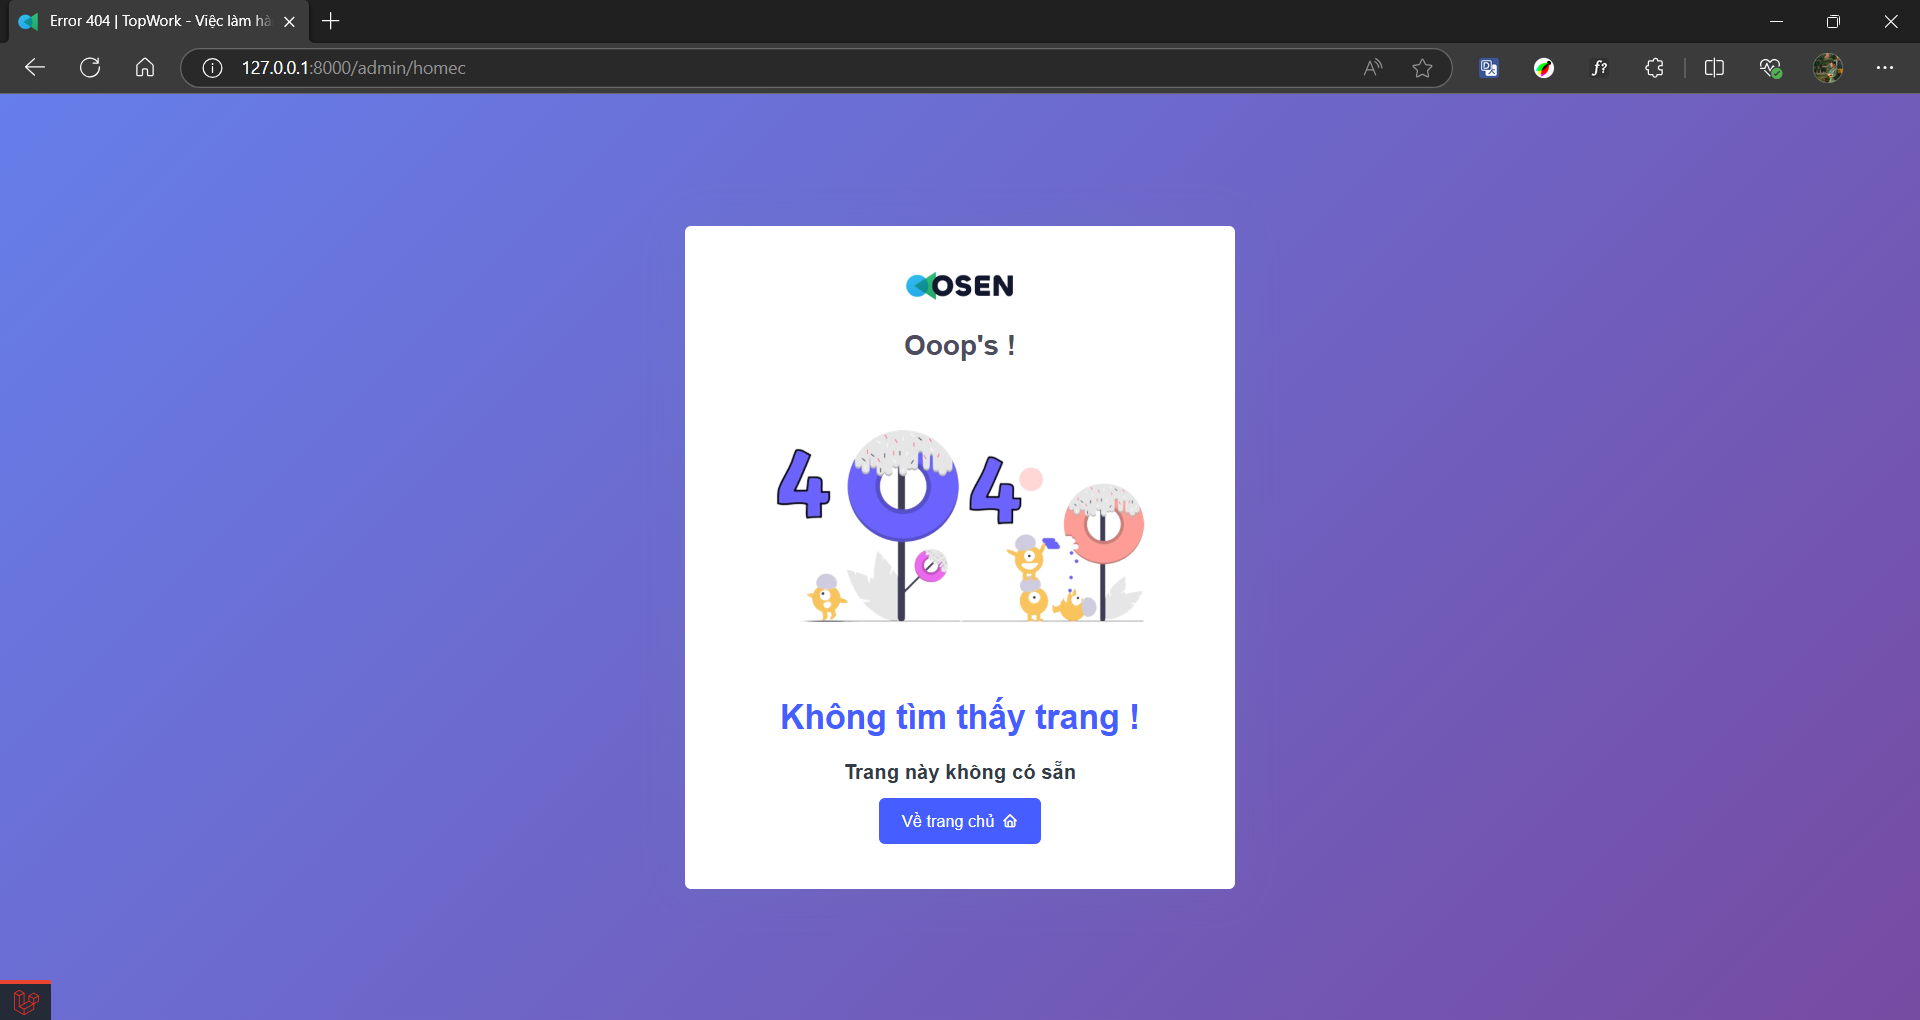 Error 404 | TopWork - Việc làm hà
127.0.0.1:8000/admin/homec
OSEN
Ooop's !
404
Không tìm thấy trang !
Trang này không có sẵn
Về trang chủ